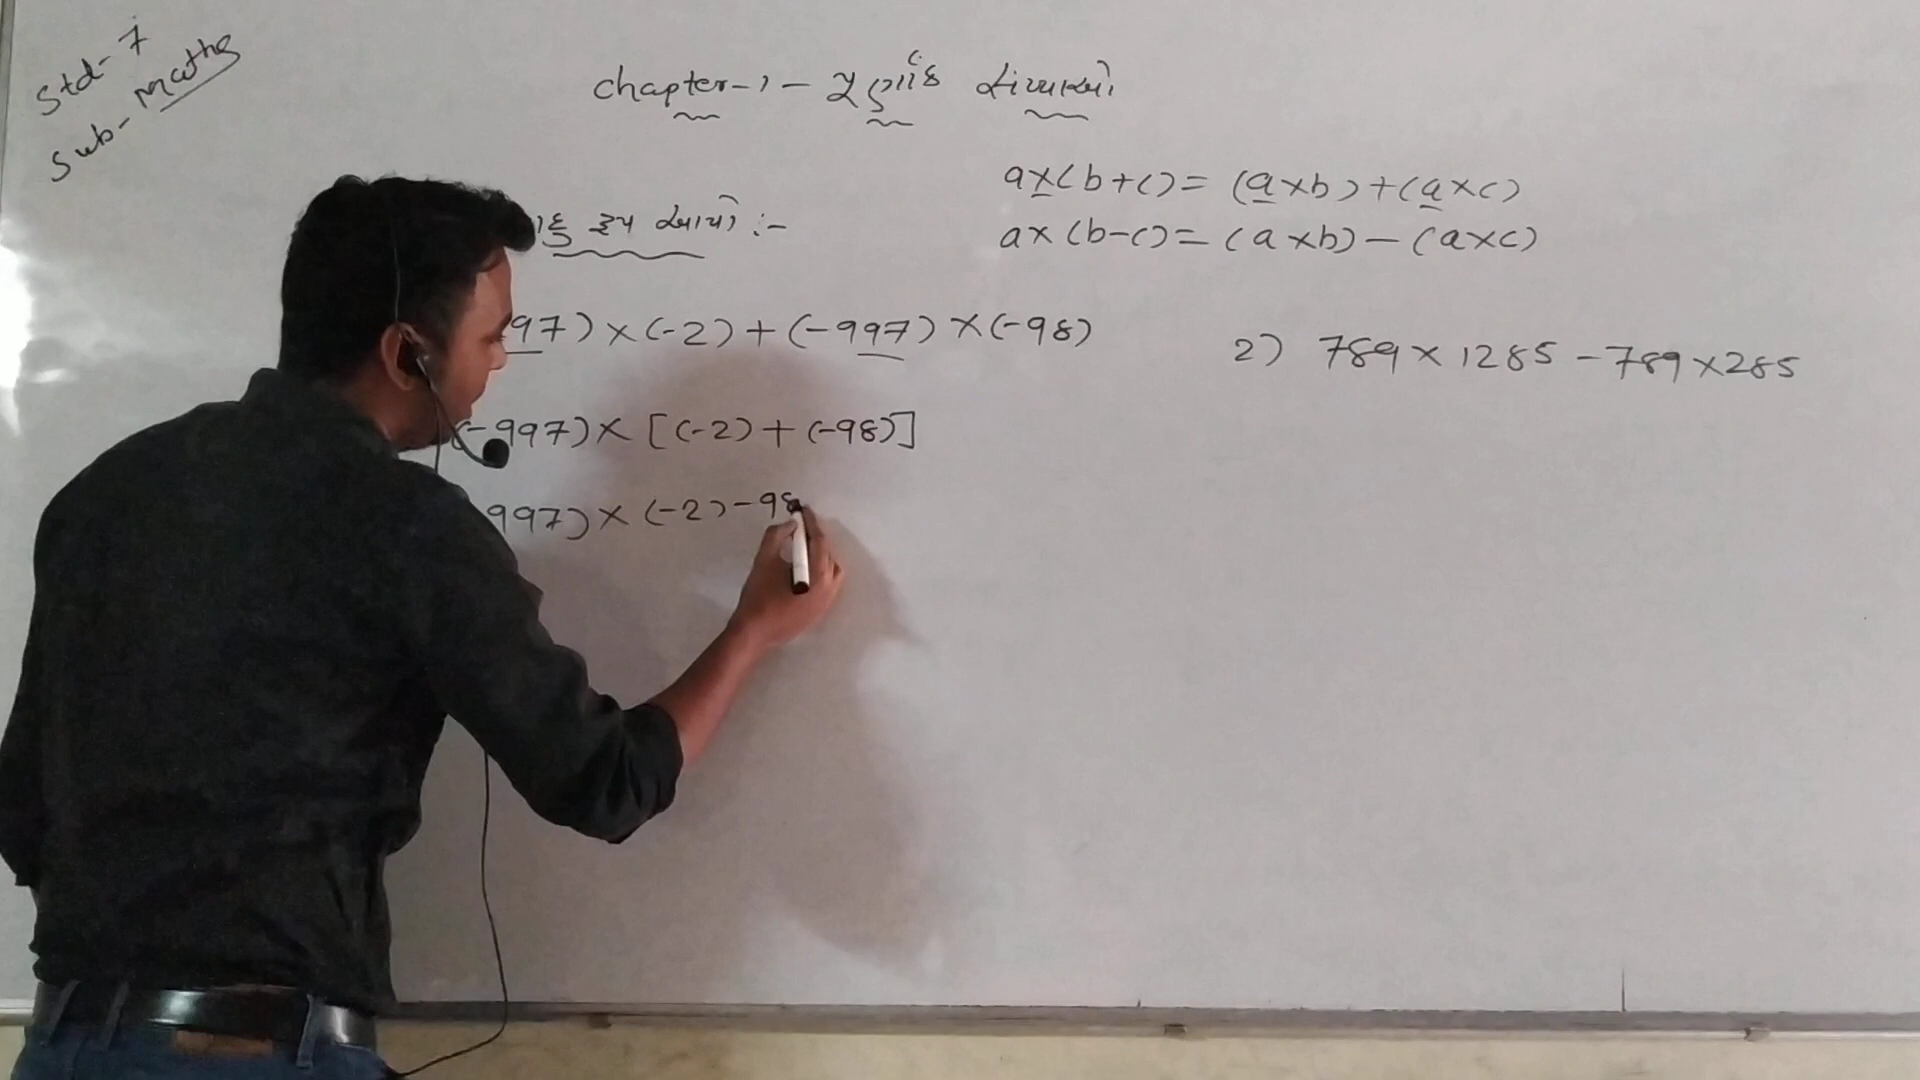 Std-7
Sub-Maths
chapter-1 - પૂર્ણાંક સંખ્યાઓ
રૂપ આપો :-
a×(b+c)=(a×b)+(a×c)
a×(b-c)=(a×b)-(a×c)
97)×(-2)+(-997)×(-98)
2) 789×1285-789×285
(-997)×[(-2)+(-98)]
997)×(-2)-98